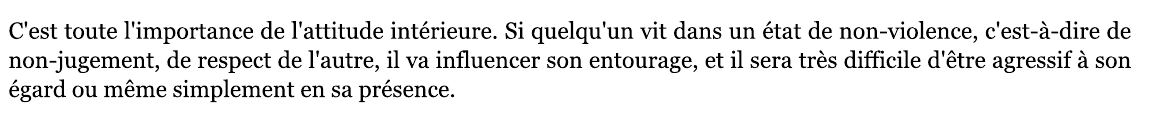 C'est toute l'importance de l'attitude intérieure. Si quelqu'un vit dans un état de non-violence, c'est-à-dire de
non-jugement, de respect de l'autre, il va influencer son entourage, et il sera très difficile d'être agressif à son
égard ou même simplement en sa présence.